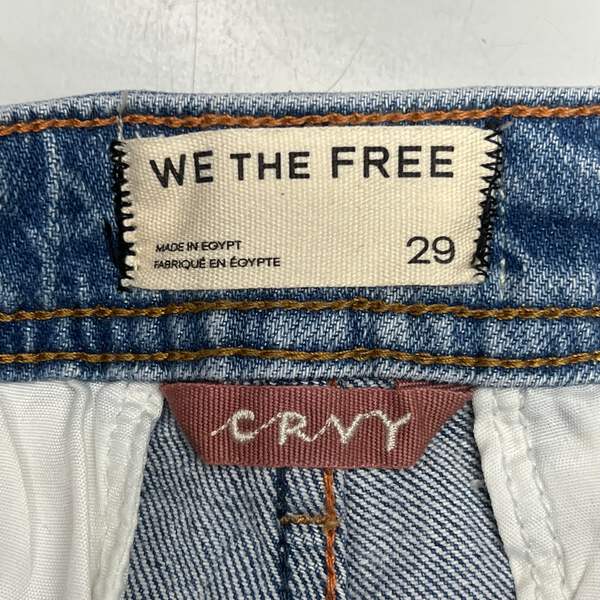 WE THE FREE
MADE IN EGYPT
FABRIQUÉ EN ÉGYPTE
29
CRVY